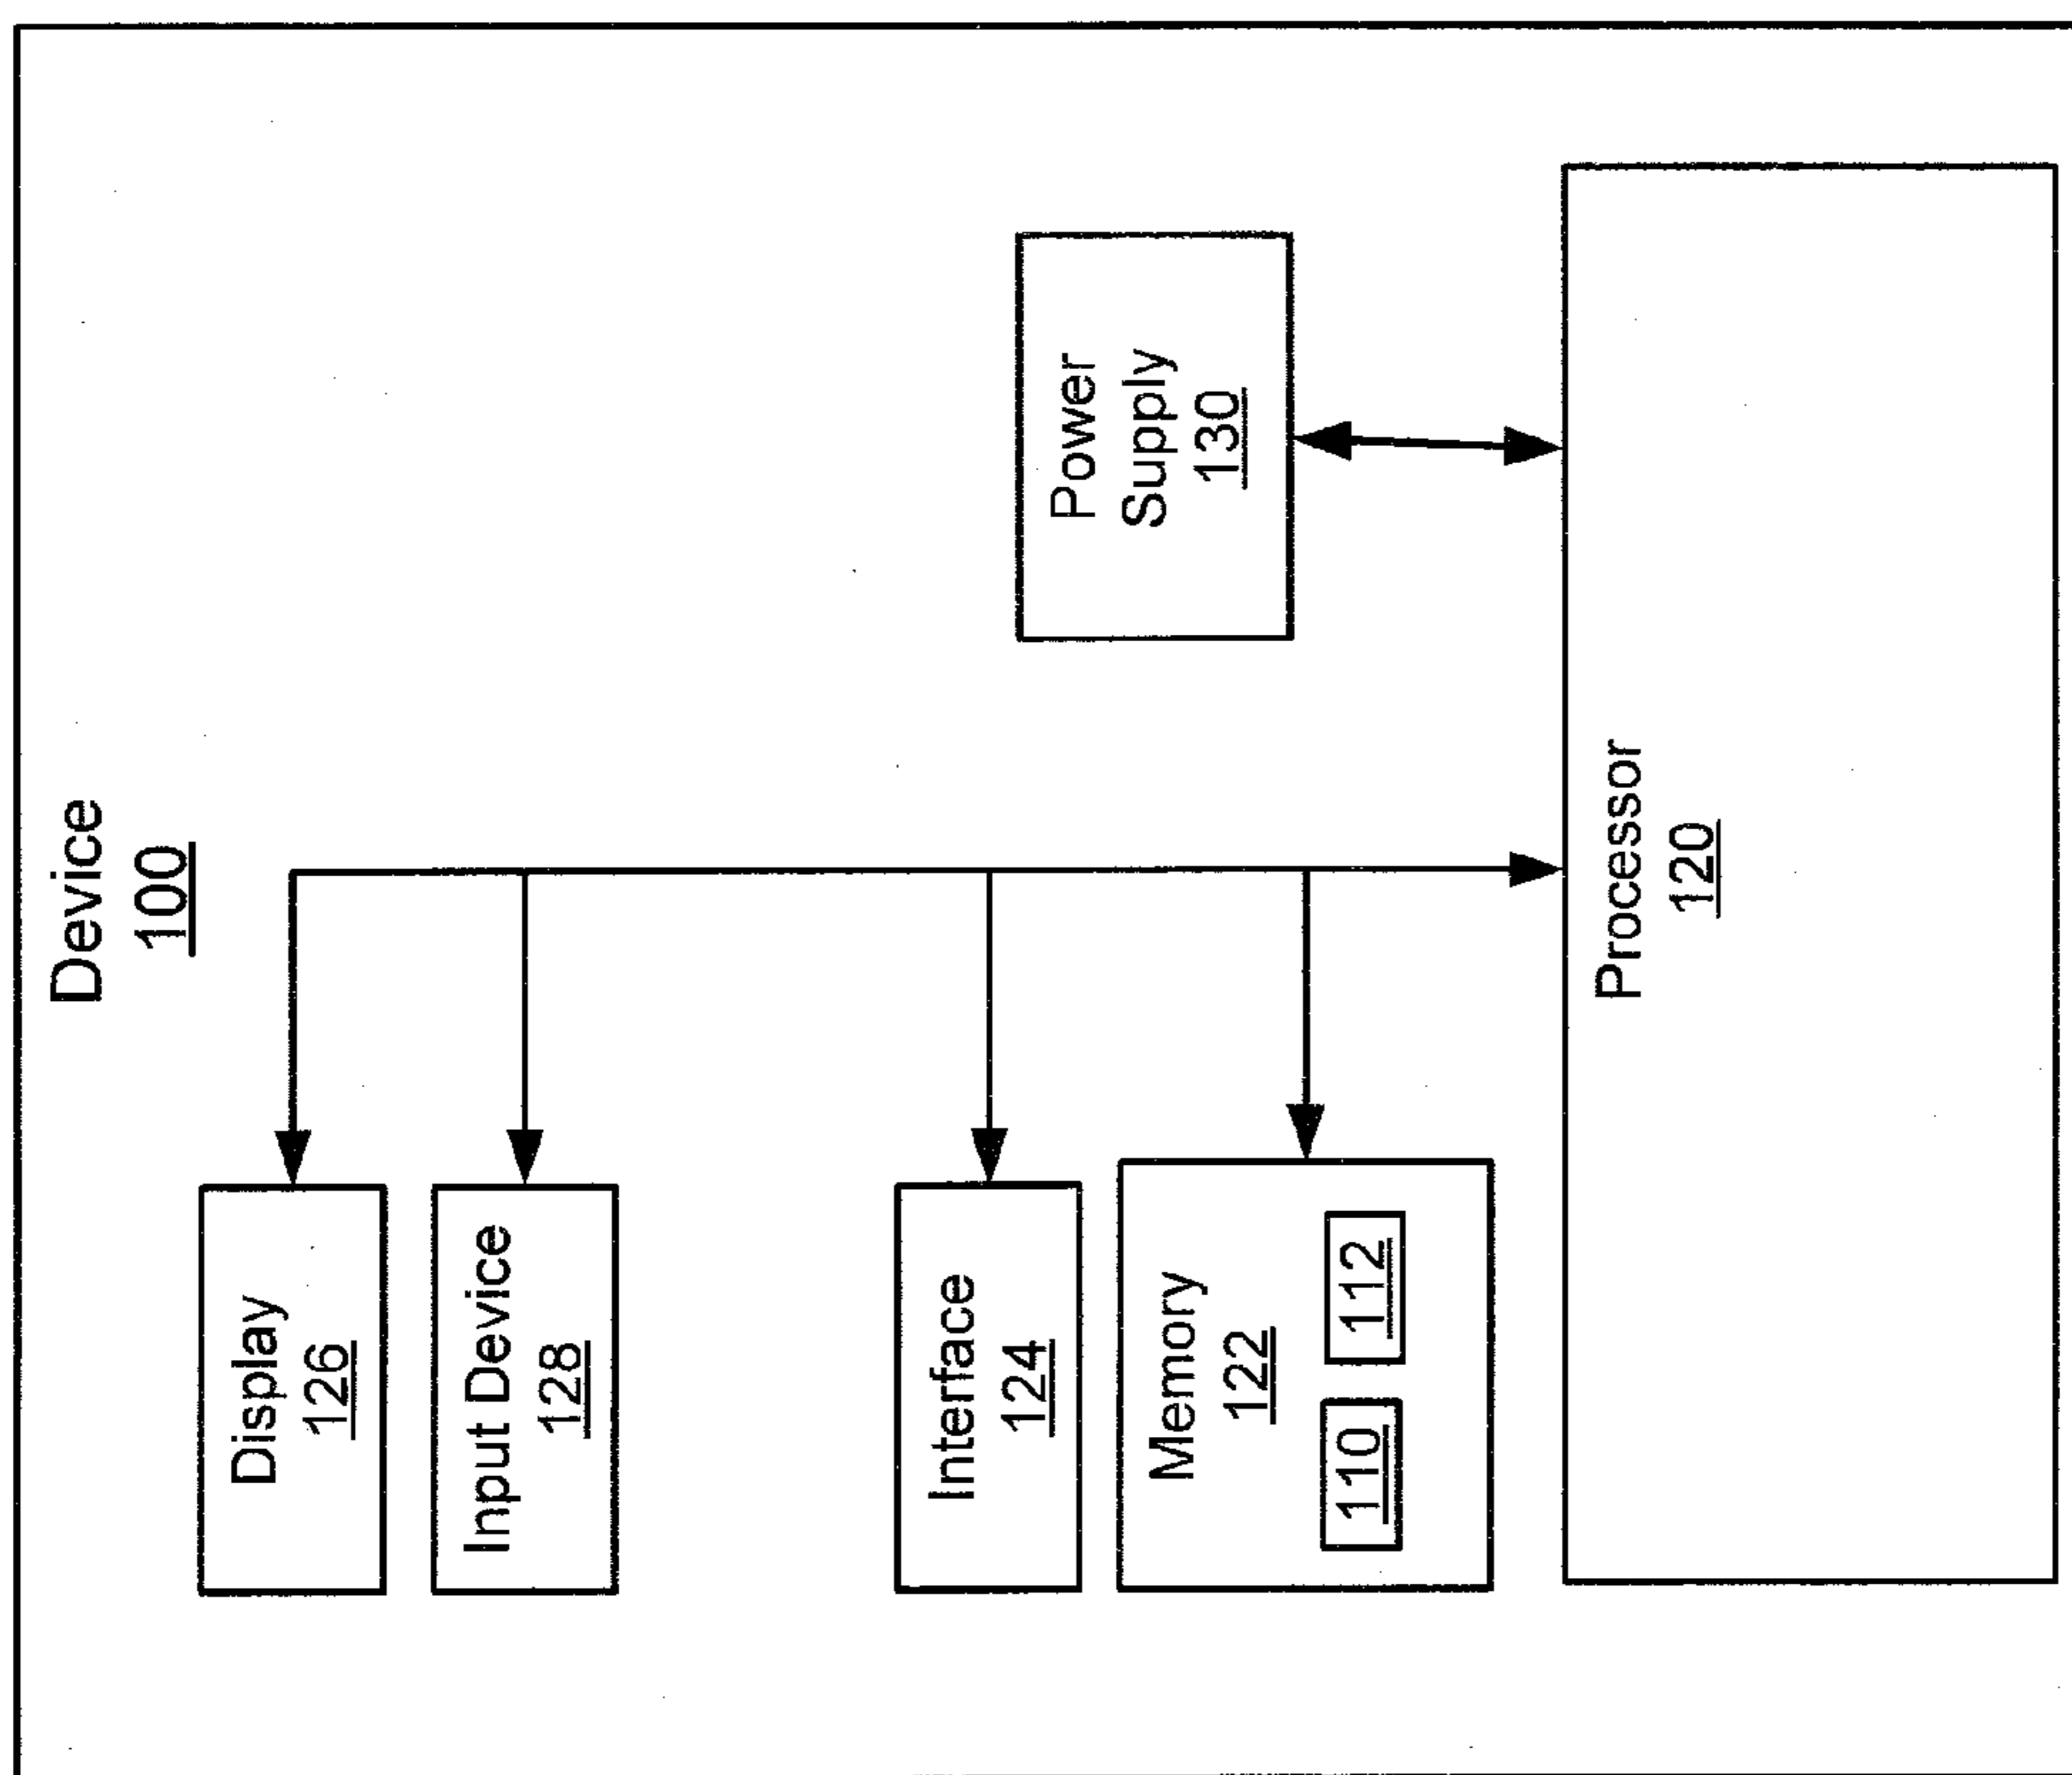 Device
100
Display
126
Input Device
128
Interface
124
Memory
122
110
112
Power
Supply
130
Processor
120